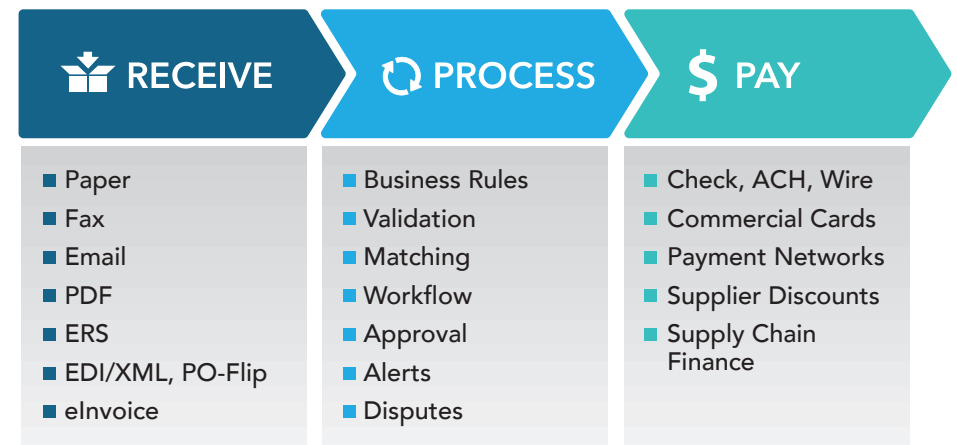 RECEIVE
Paper
Fax
Email
PDF
ERS
EDI/XML, PO-Flip
eInvoice
PROCESS
Business Rules
Validation
Matching
Workflow
Approval
Alerts
Disputes
$ PAY
Check, ACH, Wire
Commercial Cards
Payment Networks
Supplier Discounts
Supply Chain
Finance